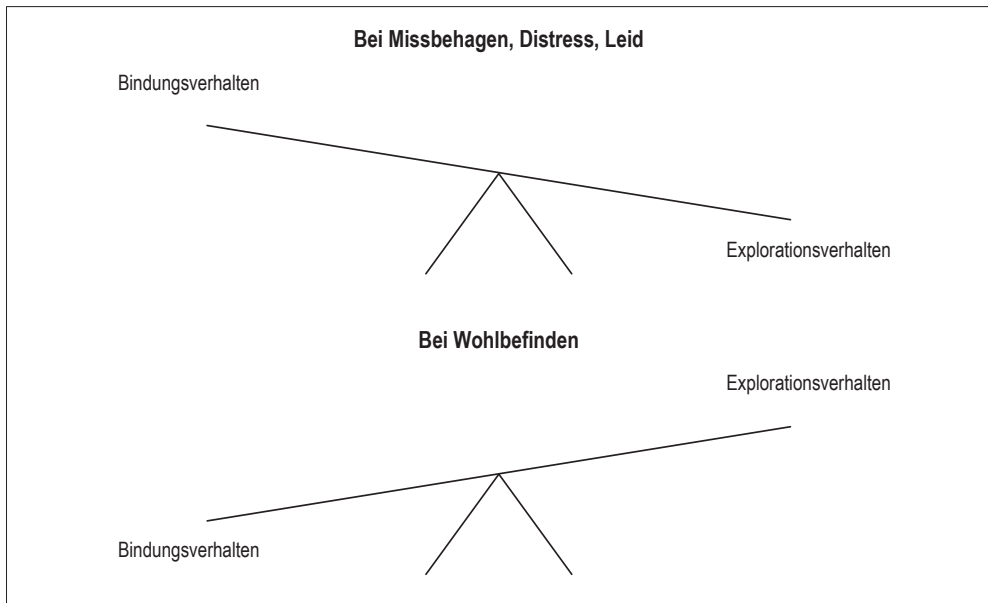 Bei Missbehagen, Distress, Leid
Bindungsverhalten
Explorationsverhalten
Bei Wohlbefinden
Explorationsverhalten
Bindungsverhalten